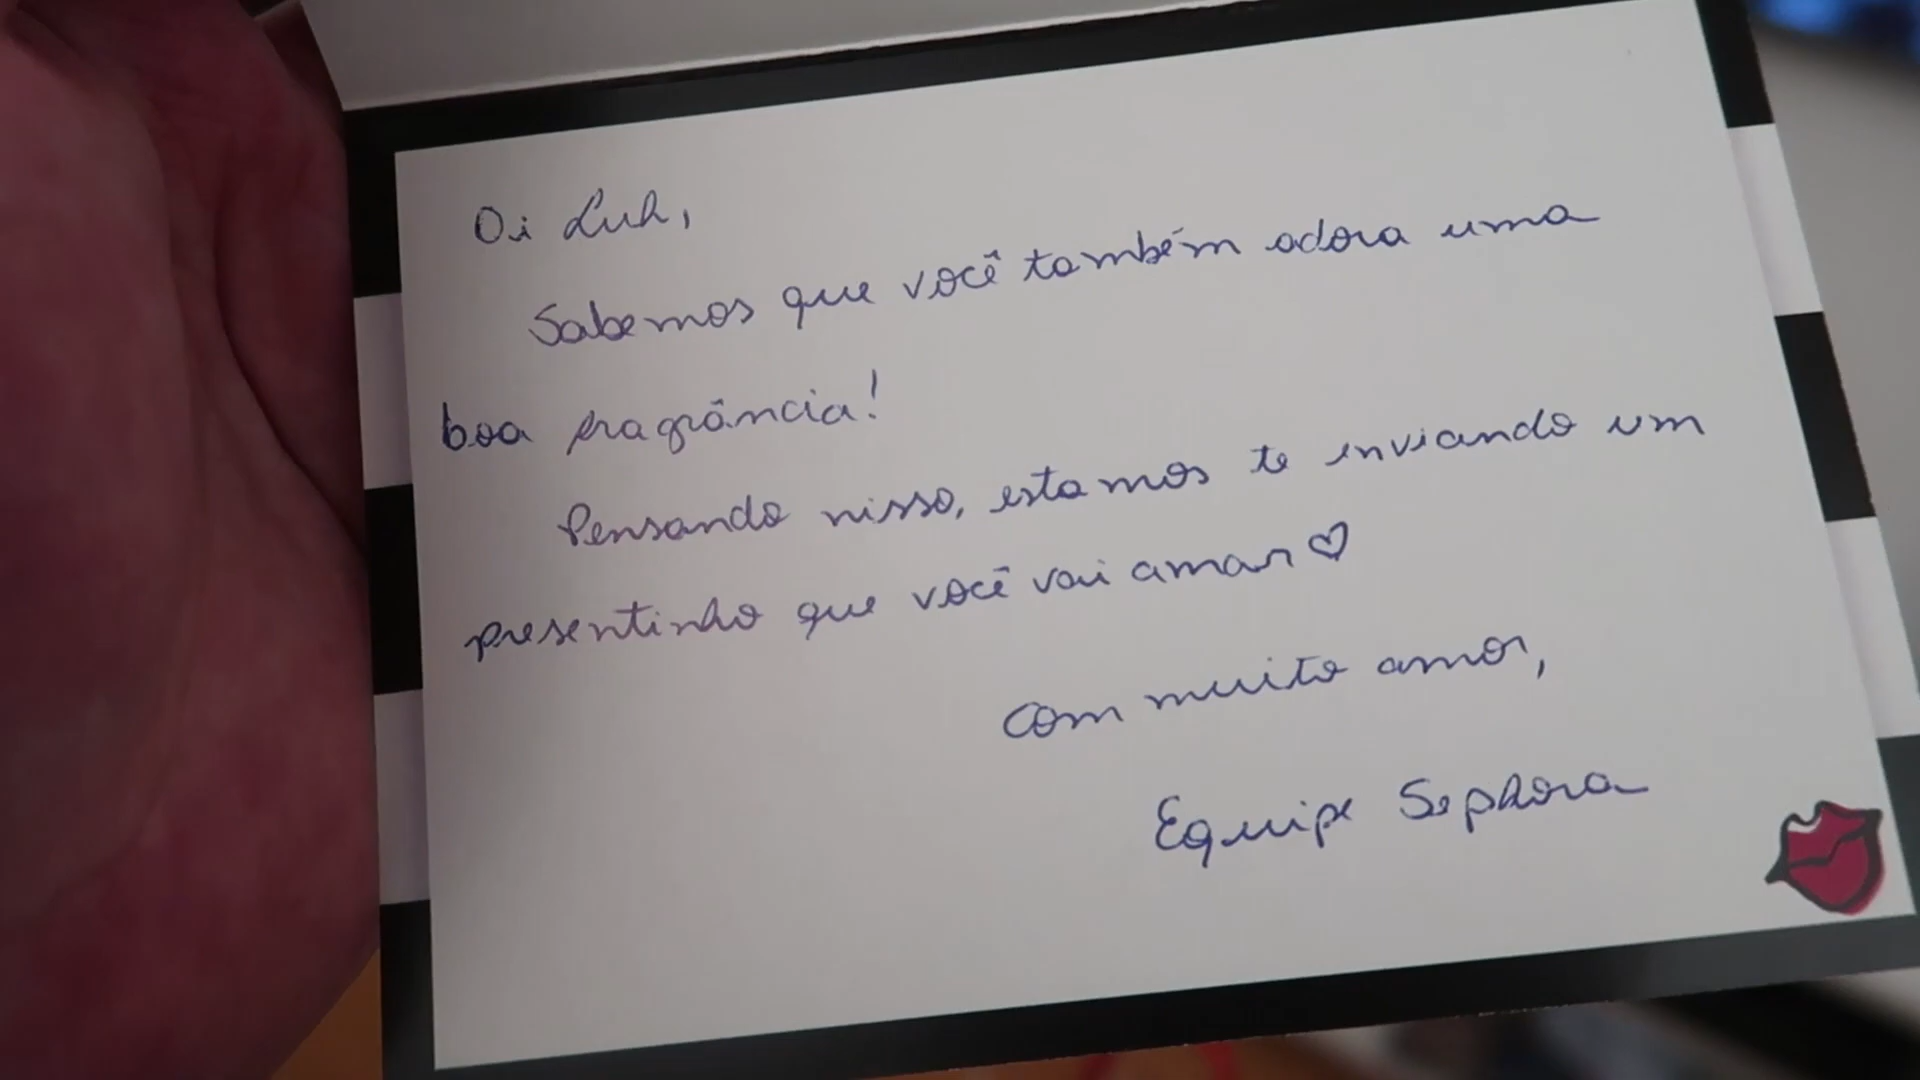 Oi Luh,
Sabemos que você também adora uma
boa fragrância!
Pensando nisso, estamos te inviando um
presentinho que você vai amar♡
Com muito amor,
Equipe Sephora